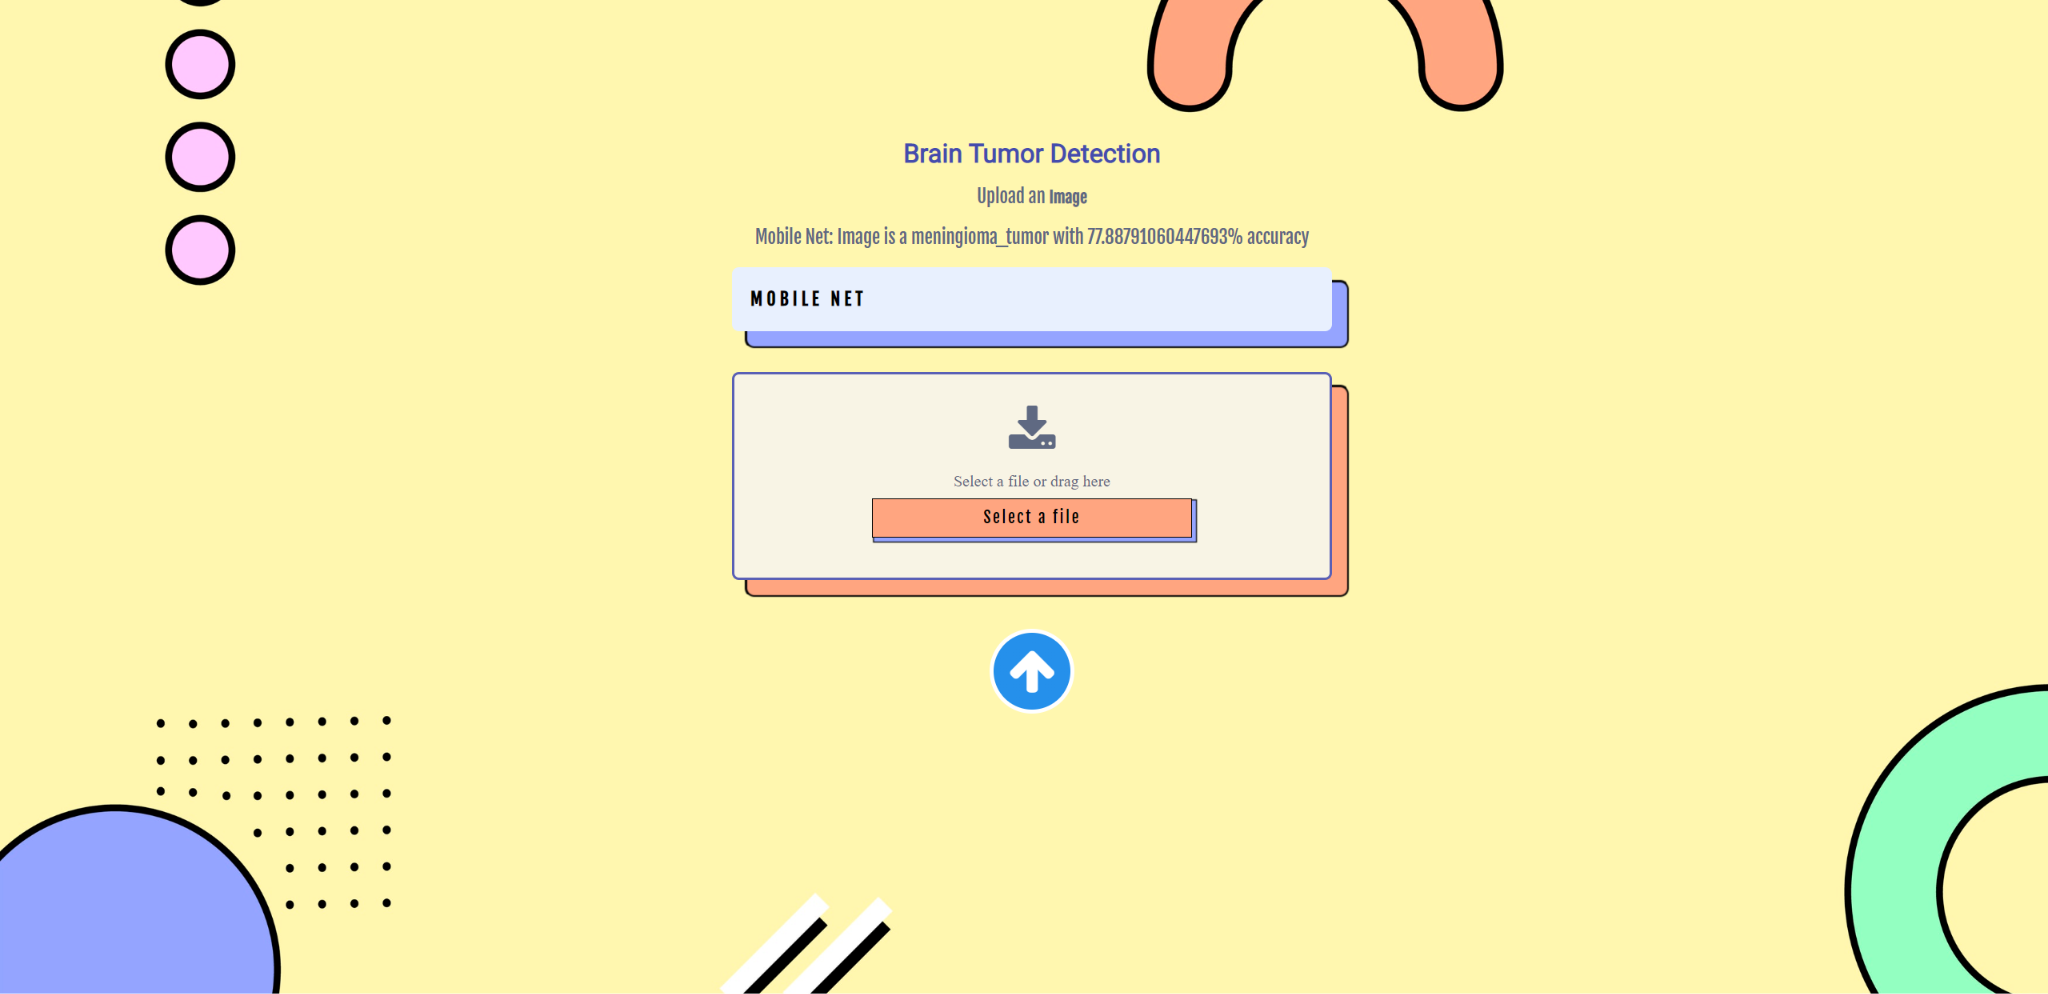 Brain Tumor Detection
Upload an Image
Mobile Net: Image is a meningioma_tumor with 77.88791060447693% accuracy
MOBILE NET
Select a file or drag here
Select a file